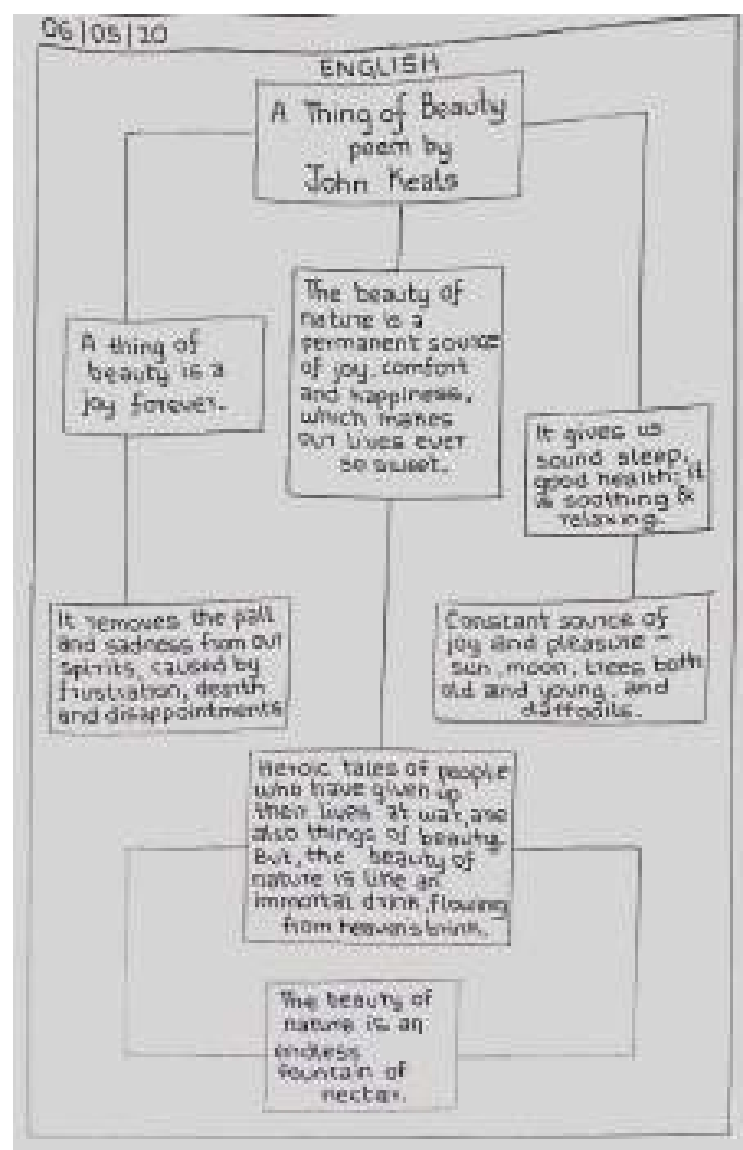 06|05|20
ENGLISH
A Thing of Beauty
poem by
John Keats
The beauty of
nature is a
permanent source
of joy, comfort
and happiness,
which makes
our lives ever
so sweet.
A thing of
beauty is a
joy forever.
It gives us
sound sleep,
good health; it
is soothing &
relaxing.
It removes the pall
and sadness from our
spirits, caused by
frustration, dearth
and disappointments
Constant source of
joy and pleasure -
sun, moon, trees both
old and young, and
daffodils.
Heroic tales of people
who have given up
their lives at war, are
also things of beauty.
But, the beauty of
nature is like an
immortal drink, flowing
from heaven's brink.
The beauty of
nature is an
endless
fountain of
nectar.